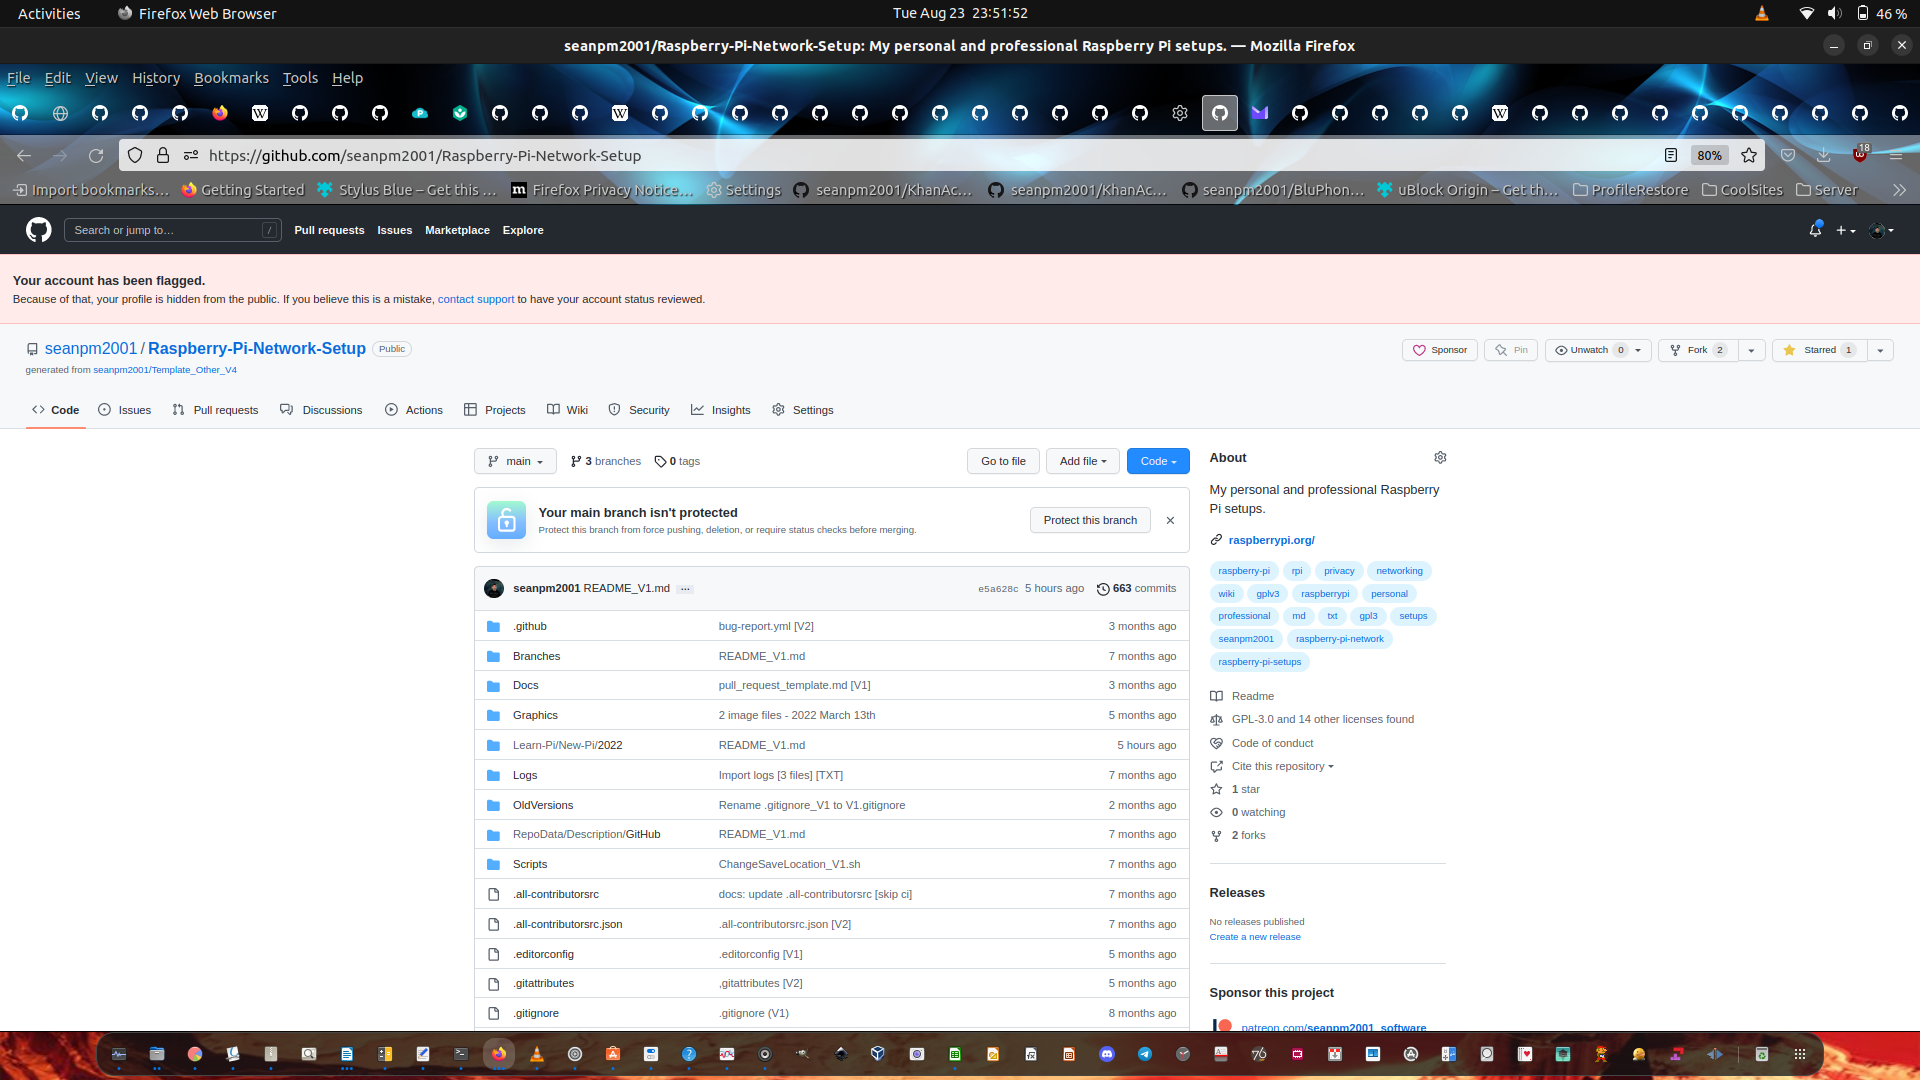 Activities Firefox Web Browser Tue Aug 23 23:51:52 46 %
seanpm2001/Raspberry-Pi-Network-Setup: My personal and professional Raspberry Pi setups. — Mozilla Firefox
File Edit View History Bookmarks Tools Help
https://github.com/seanpm2001/Raspberry-Pi-Network-Setup 80% 18
Import bookmarks… Getting Started Stylus Blue – Get this … Firefox Privacy Notice… Settings seanpm2001/KhanAc… seanpm2001/KhanAc… seanpm2001/BluPhon… uBlock Origin – Get th… ProfileRestore CoolSites Server
Search or jump to… / Pull requests Issues Marketplace Explore
Your account has been flagged.
Because of that, your profile is hidden from the public. If you believe this is a mistake, contact support to have your account status reviewed.
seanpm2001 / Raspberry-Pi-Network-Setup Public Sponsor Pin Unwatch 0 Fork 2 Starred 1
generated from seanpm2001/Template_Other_V4
Code Issues Pull requests Discussions Actions Projects Wiki Security Insights Settings
main 3 branches 0 tags Go to file Add file Code
Your main branch isn't protected
Protect this branch from force pushing, deletion, or require status checks before merging.
Protect this branch
seanpm2001 README_V1.md … e5a628c 5 hours ago 663 commits
.github bug-report.yml [V2] 3 months ago
Branches README_V1.md 7 months ago
Docs pull_request_template.md [V1] 3 months ago
Graphics 2 image files - 2022 March 13th 5 months ago
Learn-Pi/New-Pi/2022 README_V1.md 5 hours ago
Logs Import logs [3 files] [TXT] 7 months ago
OldVersions Rename .gitignore_V1 to V1.gitignore 2 months ago
RepoData/Description/GitHub README_V1.md 7 months ago
Scripts ChangeSaveLocation_V1.sh 7 months ago
.all-contributorsrc docs: update .all-contributorsrc [skip ci] 7 months ago
.all-contributorsrc.json .all-contributorsrc.json [V2] 7 months ago
.editorconfig .editorconfig [V1] 5 months ago
.gitattributes ,gitattributes [V2] 5 months ago
.gitignore .gitignore (V1) 8 months ago
About
My personal and professional Raspberry
Pi setups.
raspberrypi.org/
raspberry-pi rpi privacy networking
wiki gplv3 raspberrypi personal
professional md txt gpl3 setups
seanpm2001 raspberry-pi-network
raspberry-pi-setups
Readme
GPL-3.0 and 14 other licenses found
Code of conduct
Cite this repository
1 star
0 watching
2 forks
Releases
No releases published
Create a new release
Sponsor this project
patreon.com/seanpm2001_software